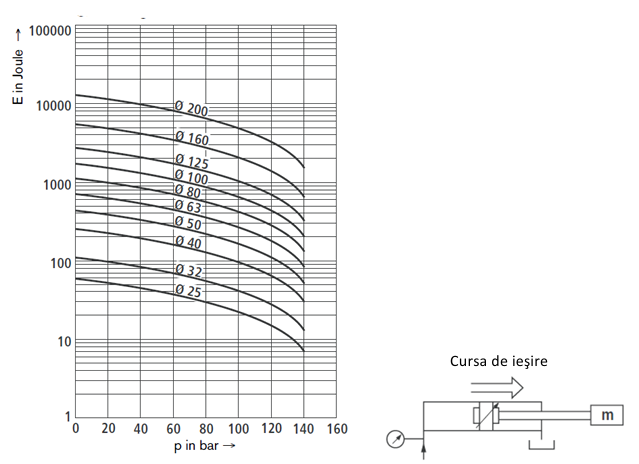 E in Joule →
100000
10000
1000
100
10
1
Ø 200
Ø 160
Ø 125
Ø 100
Ø 80
Ø 63
Ø 50
Ø 40
Ø 32
Ø 25
0 20 40 60 80 100 120 140 160
p in bar →
Cursa de ieșire
m